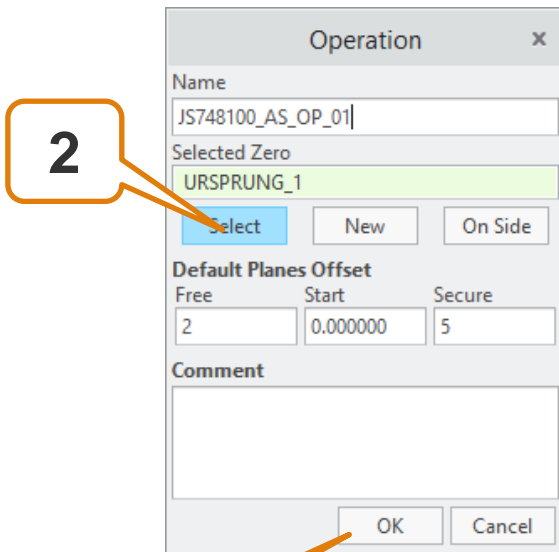 Operation
Name
JS748100_AS_OP_01
2
Selected Zero
URSPRUNG_1
Select New On Side
Default Planes Offset
Free Start Secure
2 0.000000 5
Comment
OK Cancel